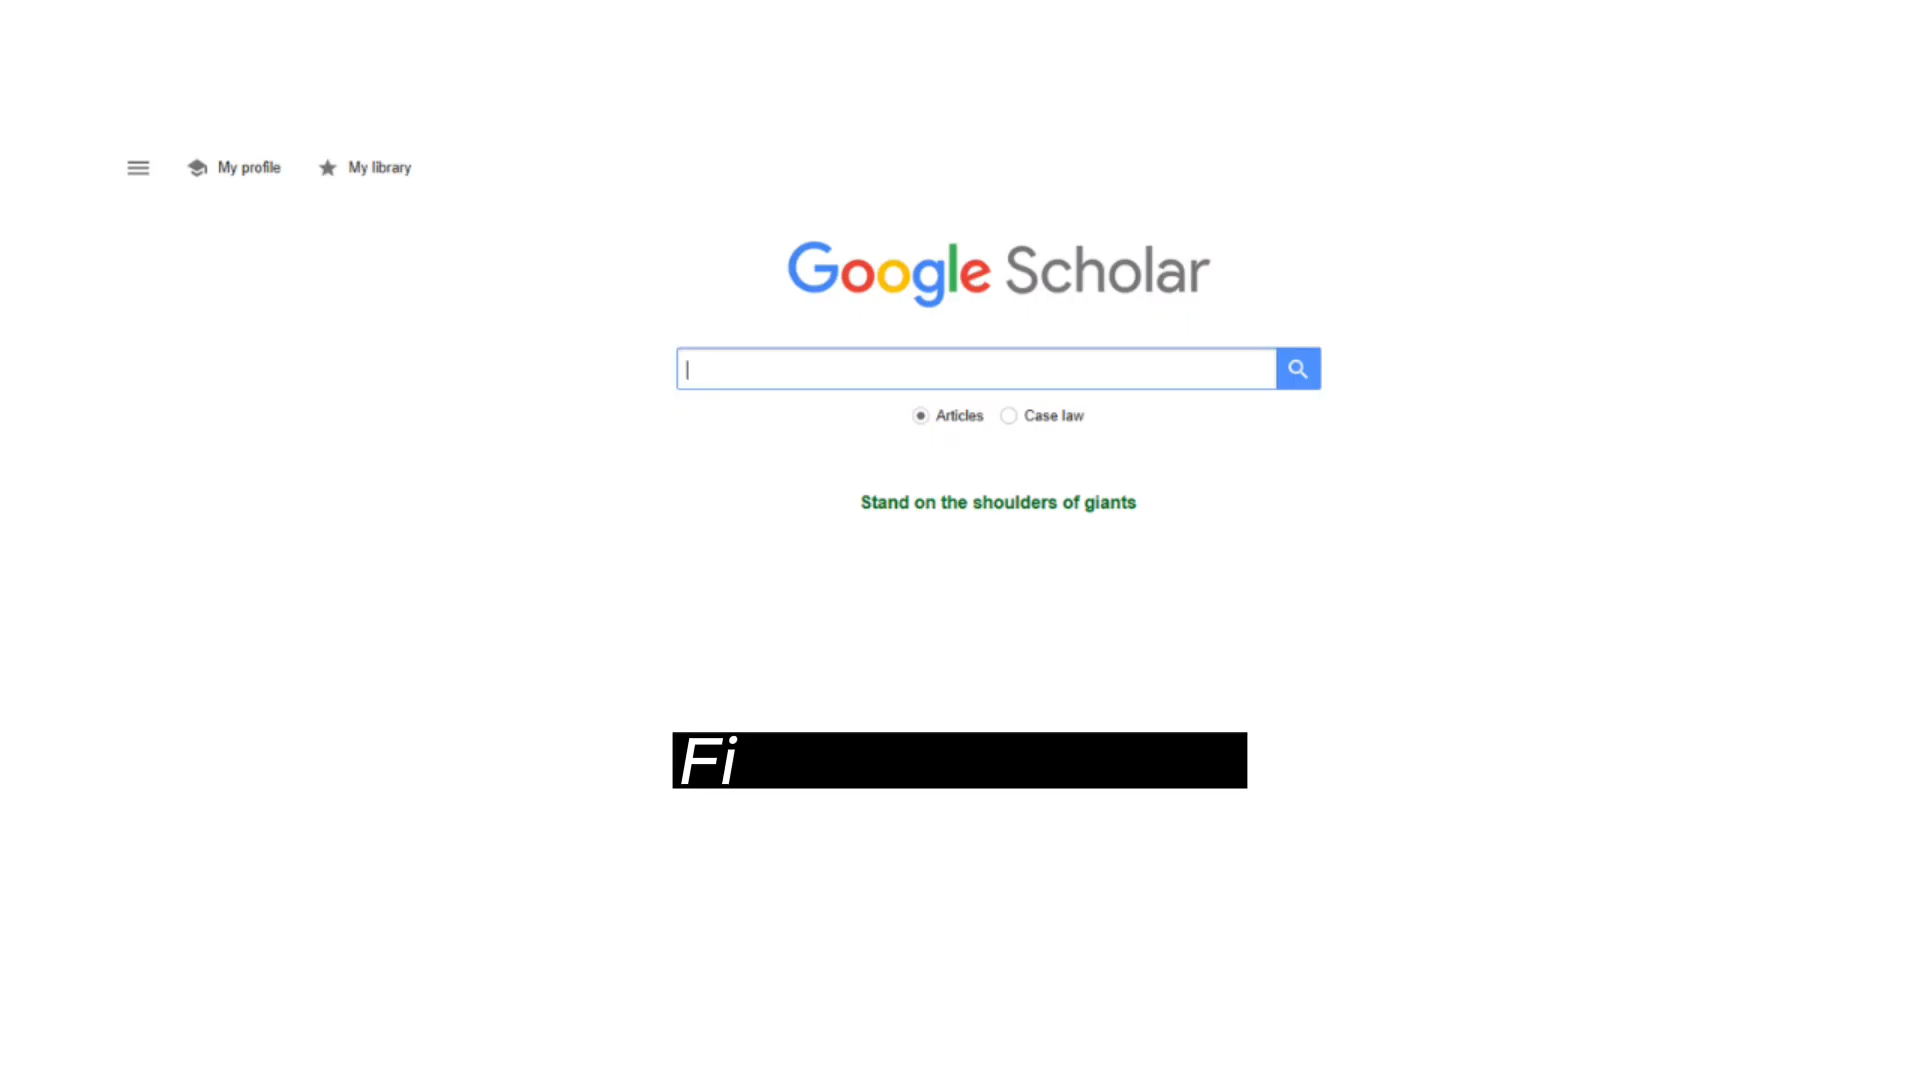 My profile
My library
Google Scholar
Articles
Case law
Stand on the shoulders of giants
Fi